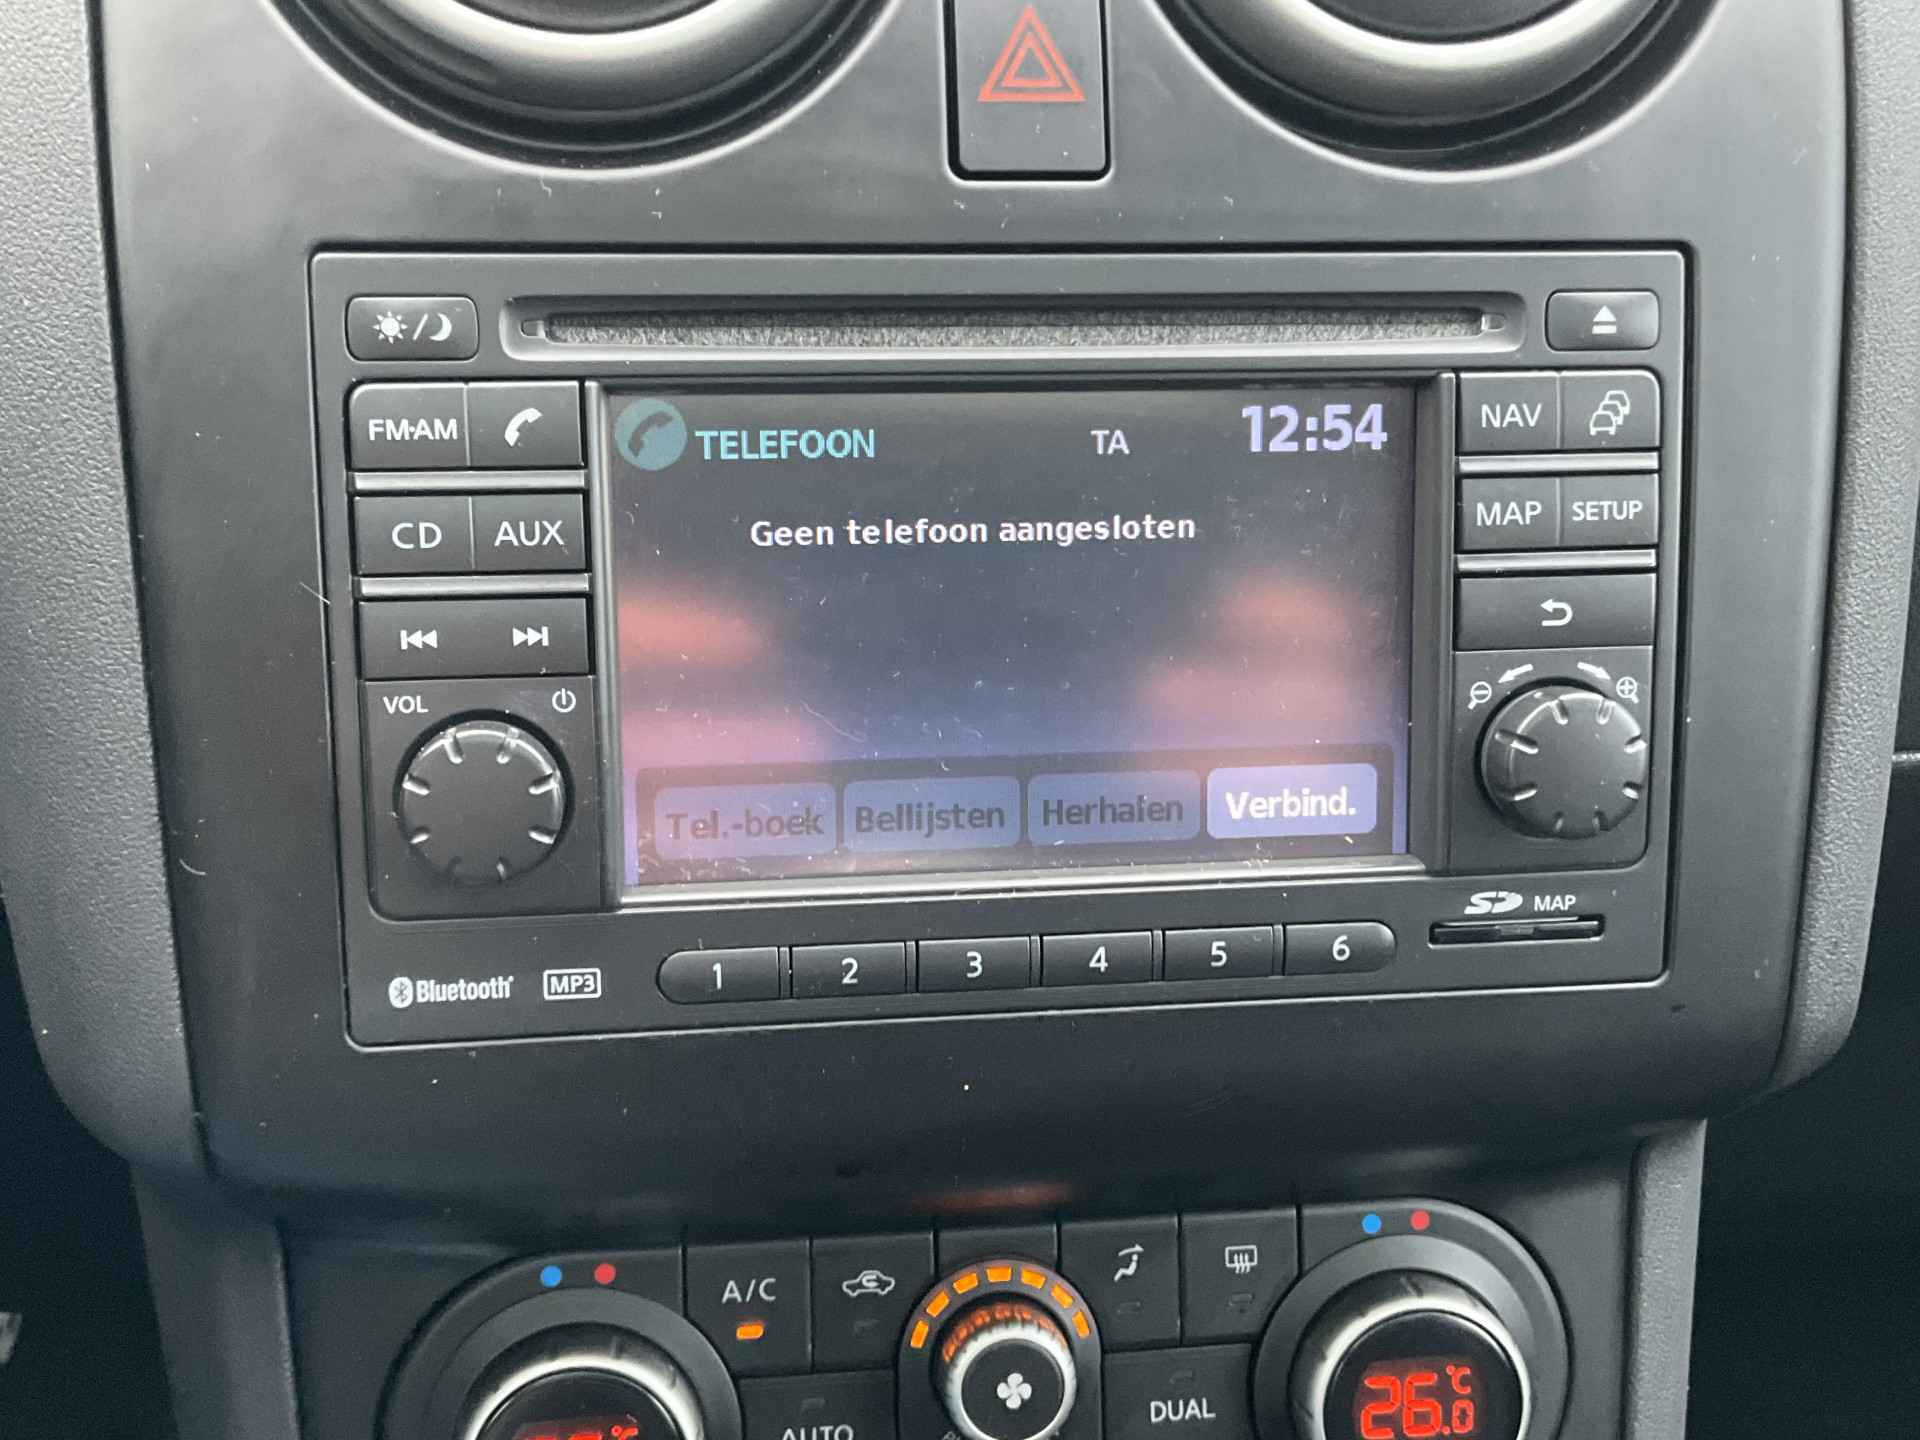 FM·AM
TELEFOON
TA
12:54
NAV
CD
AUX
Geen telefoon aangesloten
MAP
SETUP
VOL
Tel.-boek
Bellijsten
Herhalen
Verbind.
SD MAP
Bluetooth
MP3
1
2
3
4
5
6
A/C
AUTO
DUAL
26.0 °C